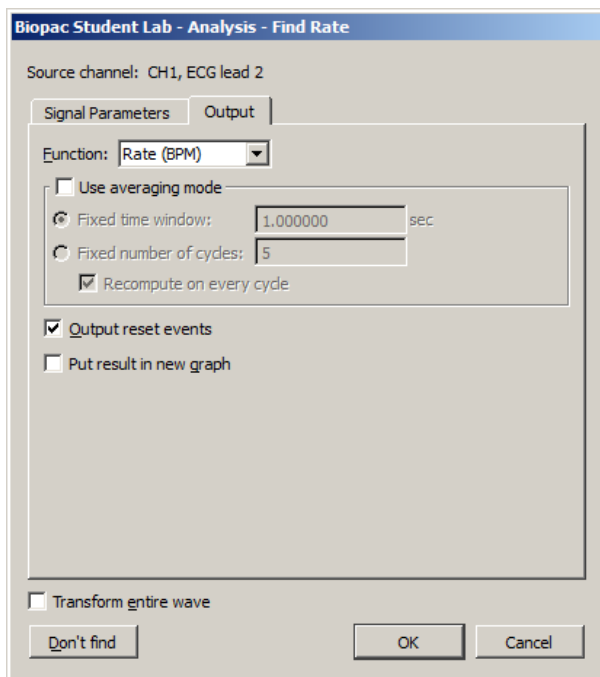 Biopac Student Lab - Analysis - Find Rate
Source channel: CH1, ECG lead 2
Signal Parameters Output
Function: Rate (BPM)
Use averaging mode
Fixed time window: 1.000000 sec
Fixed number of cycles: 5
Recompute on every cycle
Output reset events
Put result in new graph
Transform entire wave
Don't find OK Cancel